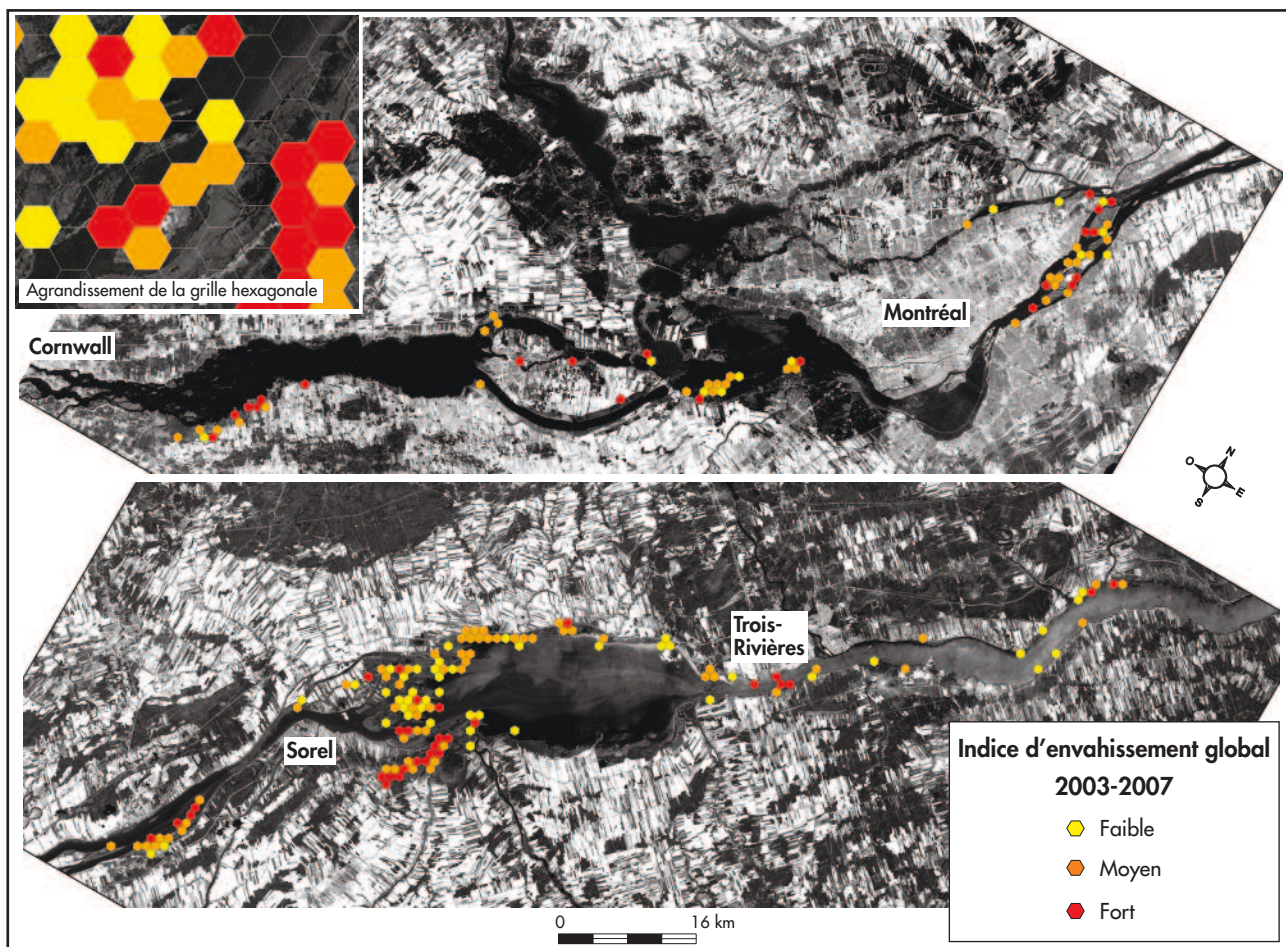 Agrandissement de la grille hexagonale
Cornwall
Montréal
N
O
E
S
Trois-
Rivières
Sorel
Indice d'envahissement global
2003-2007
Faible
Moyen
Fort
0 16 km